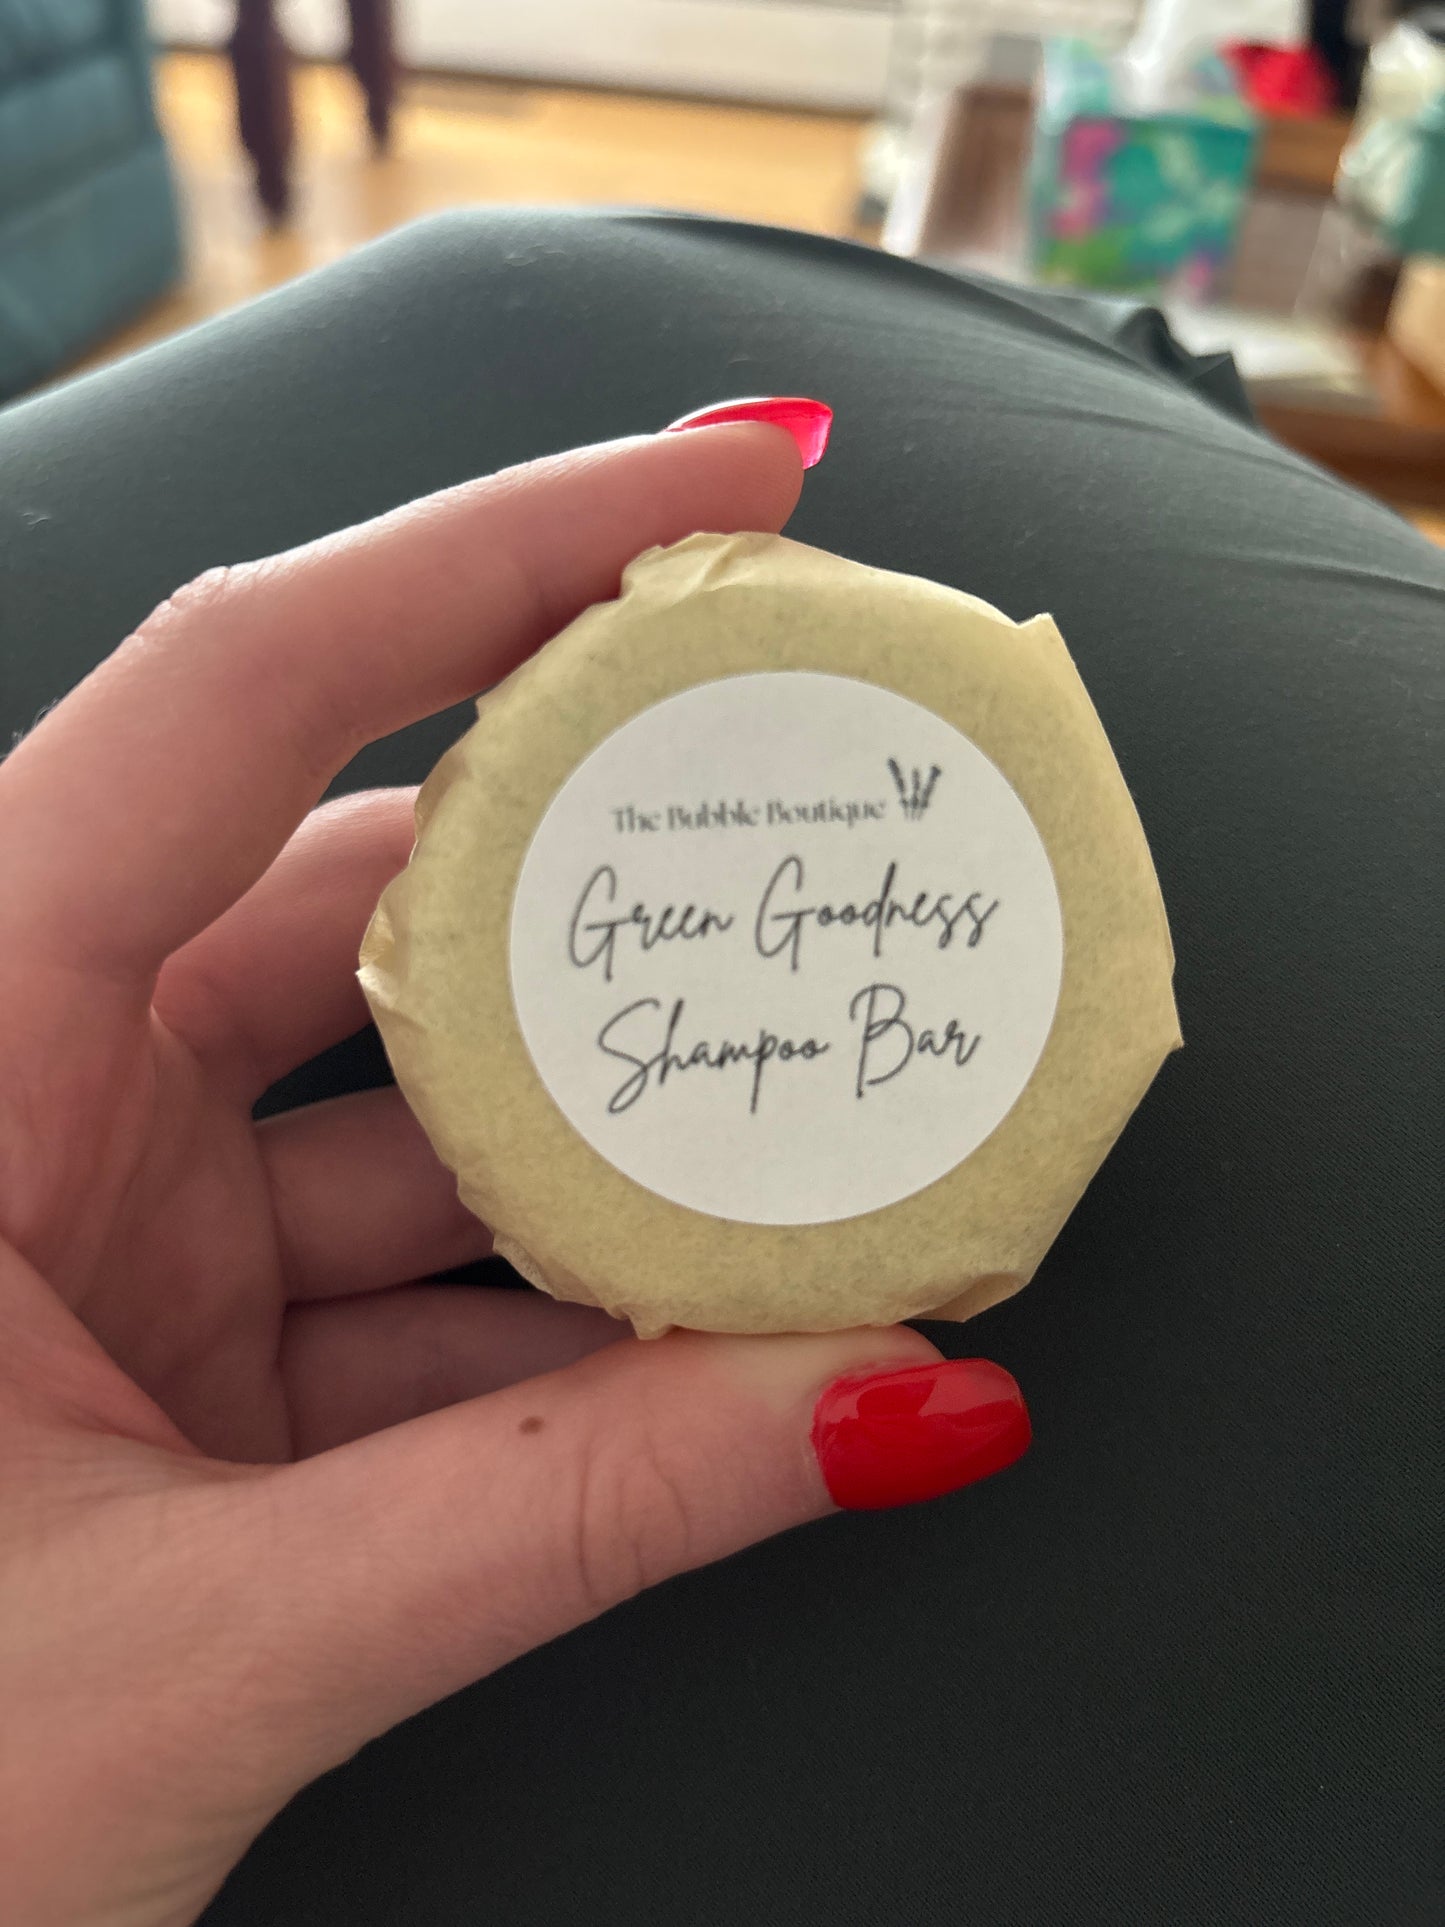 The Bubble Boutique
Green Goodness
Shampoo Bar